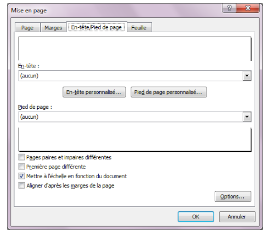 Mise en page
Page Marges En-tête/Pied de page Feuille
En-tête :
(aucun)
En-tête personnalisé... Pied de page personnalisé...
Pied de page :
(aucun)
Pages paires et impaires différentes
Première page différente
Mettre à l'échelle en fonction du document
Aligner d'après les marges de la page
Options...
OK Annuler